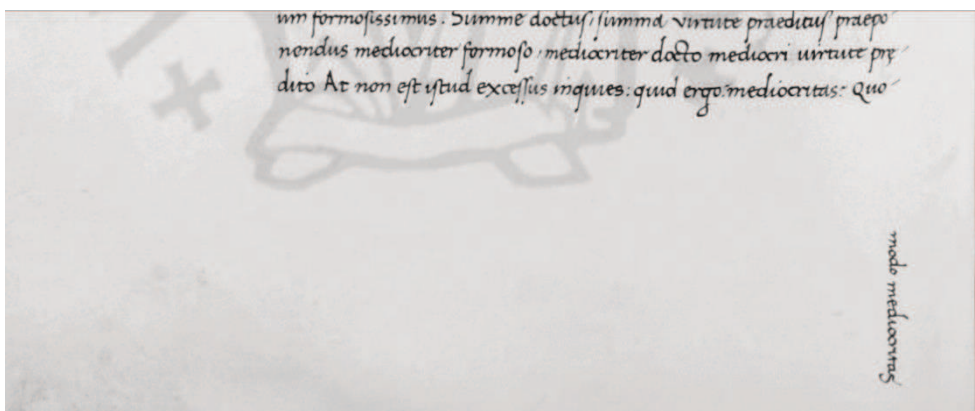 um formosissimus. Summe doctus, summa virtute praeditus praepo
nendus mediocriter formoso, mediocriter docto mediocri uirtute prę
dito At non est istud excessus inquies: quid ergo: mediocritas: Quo
modo mediocritas